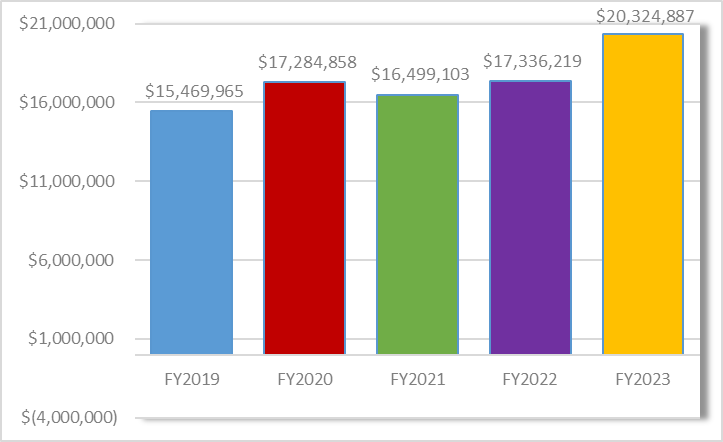 $21,000,000
$16,000,000
$11,000,000
$6,000,000
$1,000,000
$(4,000,000)
$15,469,965
$17,284,858
$16,499,103
$17,336,219
$20,324,887
FY2019
FY2020
FY2021
FY2022
FY2023